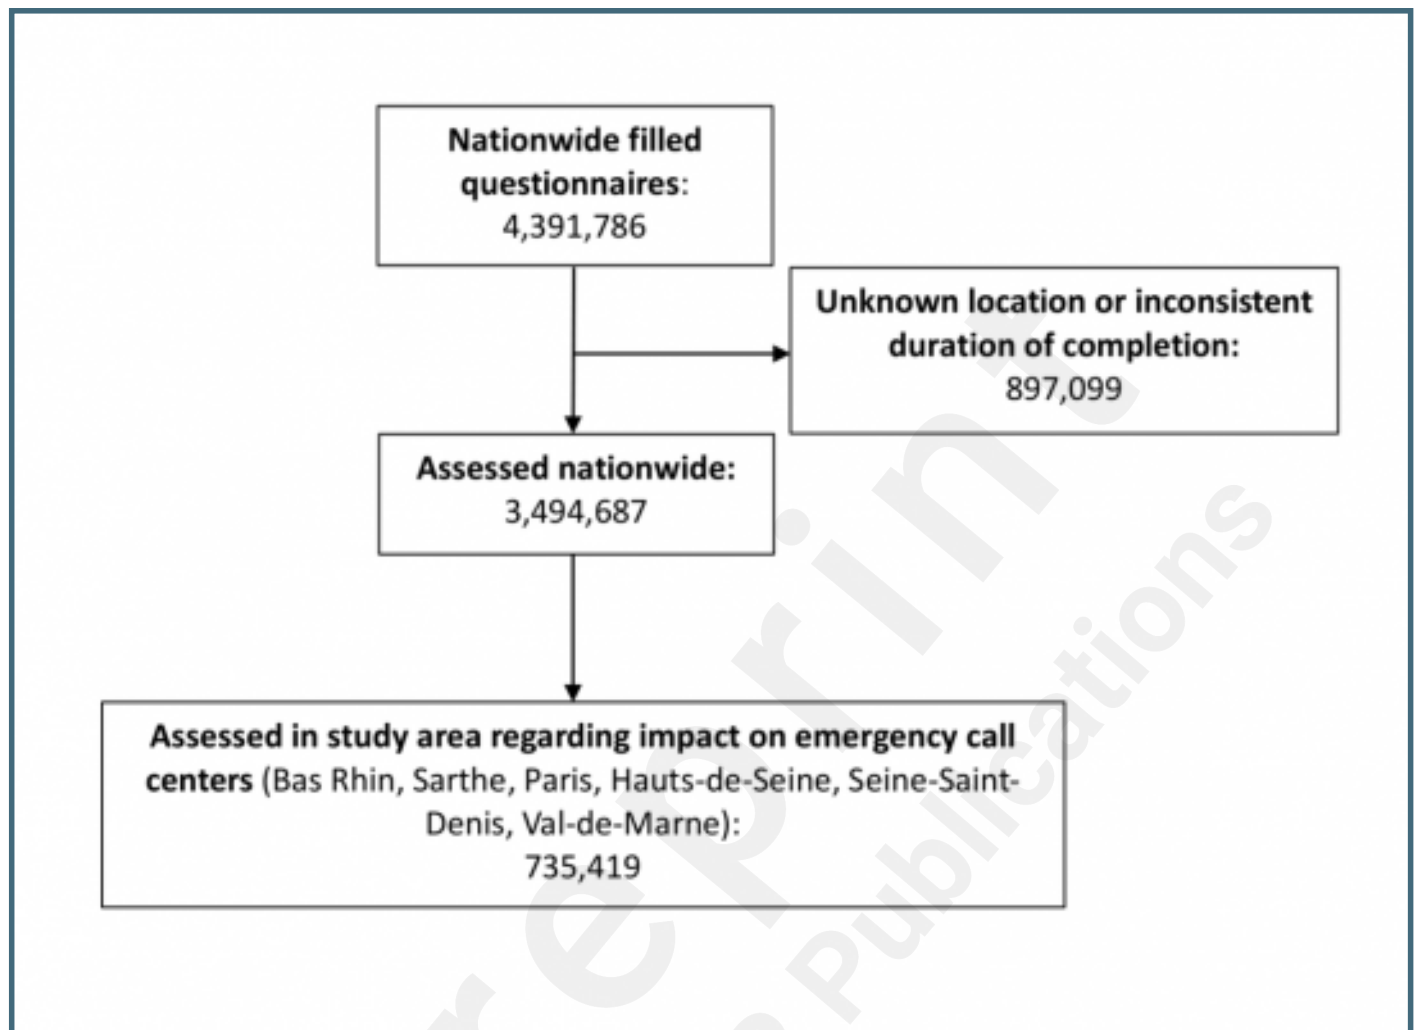 Nationwide filled
questionnaires:
4,391,786
Unknown location or inconsistent
duration of completion:
897,099
Assessed nationwide:
3,494,687
Assessed in study area regarding impact on emergency call
centers (Bas Rhin, Sarthe, Paris, Hauts-de-Seine, Seine-Saint-
Denis, Val-de-Marne):
735,419
reprint
Publications